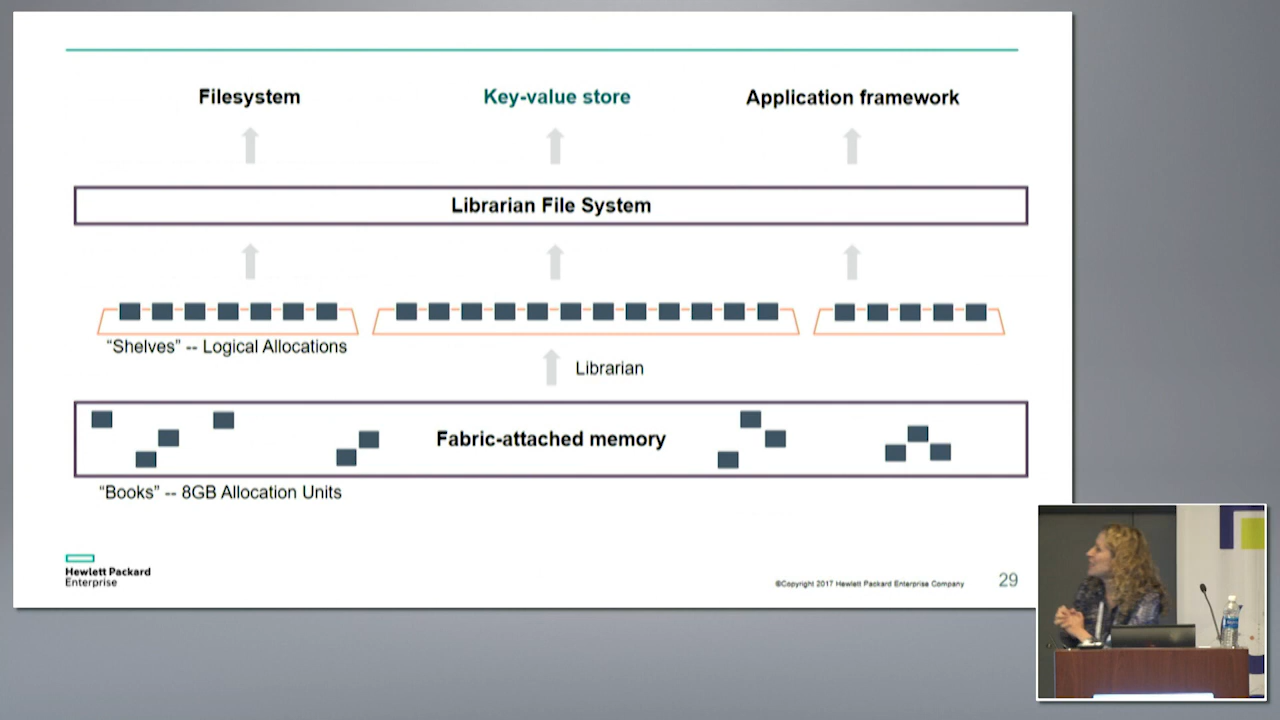 Filesystem
Key-value store
Application framework
Librarian File System
“Shelves” -- Logical Allocations
Librarian
Fabric-attached memory
“Books” -- 8GB Allocation Units
Hewlett Packard
Enterprise
©Copyright 2017 Hewlett Packard Enterprise Company
29